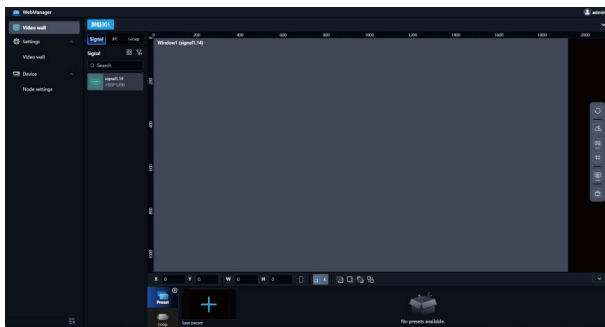 WebManager
admin
Video wall
Settings
Video wall
Device
Node settings
Signal IPC Group
Signal
Search
signal1.14
1920*1200
0 200 400 600 800 1000 1200 1400 1600 1800 2000
Window1 (signal1.14)
200
400
600
800
1000
X 0 Y 0 W 0 H 0
Preset
Loop
Save preset
No presets available.